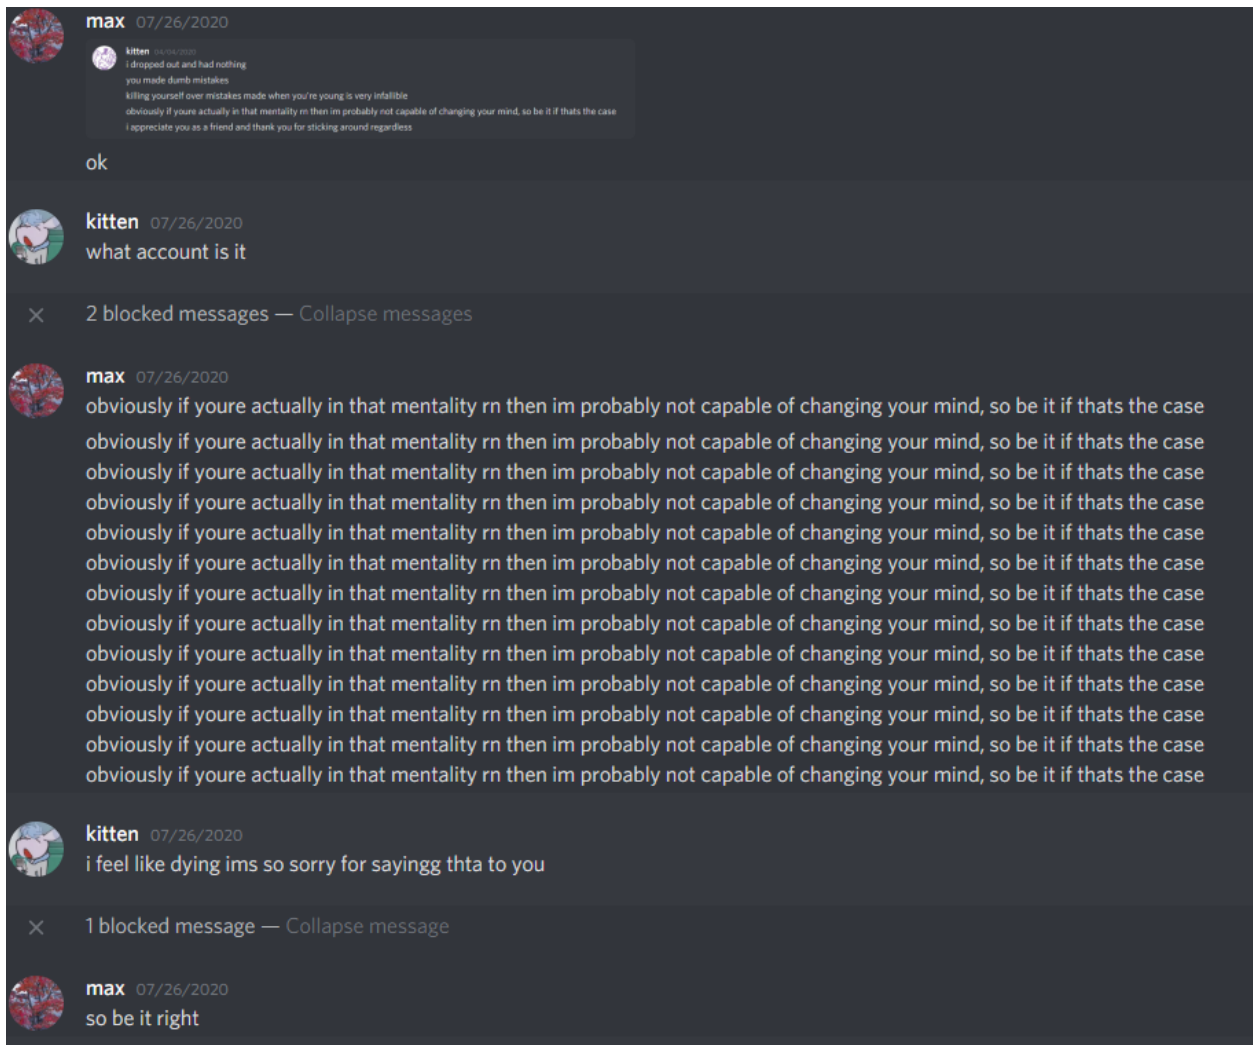 max 07/26/2020
kitten 04/04/2020
i dropped out and had nothing
you made dumb mistakes
killing yourself over mistakes made when you're young is very infallible
obviously if youre actually in that mentality rn then im probably not capable of changing your mind, so be it if thats the case
i appreciate you as a friend and thank you for sticking around regardless
ok
kitten 07/26/2020
what account is it
2 blocked messages — Collapse messages
max 07/26/2020
obviously if youre actually in that mentality rn then im probably not capable of changing your mind, so be it if thats the case
obviously if youre actually in that mentality rn then im probably not capable of changing your mind, so be it if thats the case
obviously if youre actually in that mentality rn then im probably not capable of changing your mind, so be it if thats the case
obviously if youre actually in that mentality rn then im probably not capable of changing your mind, so be it if thats the case
obviously if youre actually in that mentality rn then im probably not capable of changing your mind, so be it if thats the case
obviously if youre actually in that mentality rn then im probably not capable of changing your mind, so be it if thats the case
obviously if youre actually in that mentality rn then im probably not capable of changing your mind, so be it if thats the case
obviously if youre actually in that mentality rn then im probably not capable of changing your mind, so be it if thats the case
obviously if youre actually in that mentality rn then im probably not capable of changing your mind, so be it if thats the case
obviously if youre actually in that mentality rn then im probably not capable of changing your mind, so be it if thats the case
obviously if youre actually in that mentality rn then im probably not capable of changing your mind, so be it if thats the case
obviously if youre actually in that mentality rn then im probably not capable of changing your mind, so be it if thats the case
obviously if youre actually in that mentality rn then im probably not capable of changing your mind, so be it if thats the case
kitten 07/26/2020
i feel like dying ims so sorry for sayingg thta to you
1 blocked message — Collapse message
max 07/26/2020
so be it right